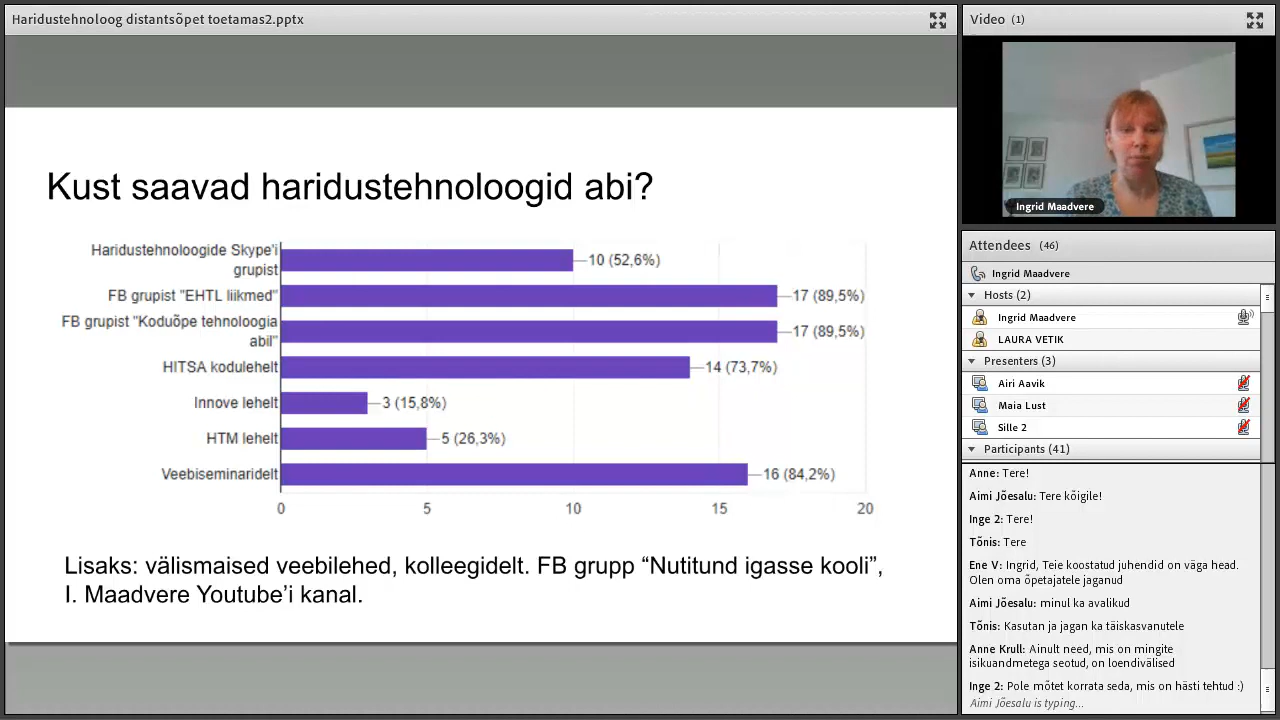 Haridustehnoloog distantsõpet toetamas2.pptx
Kust saavad haridustehnoloogid abi?
Haridustehnoloogide Skype'i
grupist
10 (52,6%)
FB grupist "EHTL liikmed"
17 (89,5%)
FB grupist "Koduõpe tehnoloogia
abil"
17 (89,5%)
HITSA kodulehelt
14 (73,7%)
Innove lehelt
3 (15,8%)
HTM lehelt
5 (26,3%)
Veebiseminaridelt
16 (84,2%)
0 5 10 15 20
Lisaks: välismaised veebilehed, kolleegidelt. FB grupp “Nutitund igasse kooli”,
I. Maadvere Youtube’i kanal.
Video (1)
Ingrid Maadvere
Attendees (46)
Ingrid Maadvere
Hosts (2)
Ingrid Maadvere
LAURA VETIK
Presenters (3)
Airi Aavik
Maia Lust
Sille 2
Participants (41)
Anne: Tere!
Aimi Jõesalu: Tere kõigile!
Inge 2: Tere!
Tõnis: Tere
Ene V: Ingrid, Teie koostatud juhendid on väga head.
Olen oma õpetajatele jaganud
Aimi Jõesalu: minul ka avalikud
Tõnis: Kasutan ja jagan ka täiskasvanutele
Anne Krull: Ainult need, mis on mingite
isikuandmetega seotud, on loendivälised
Inge 2: Pole mõtet korrata seda, mis on hästi tehtud :)
Aimi Jõesalu is typing...